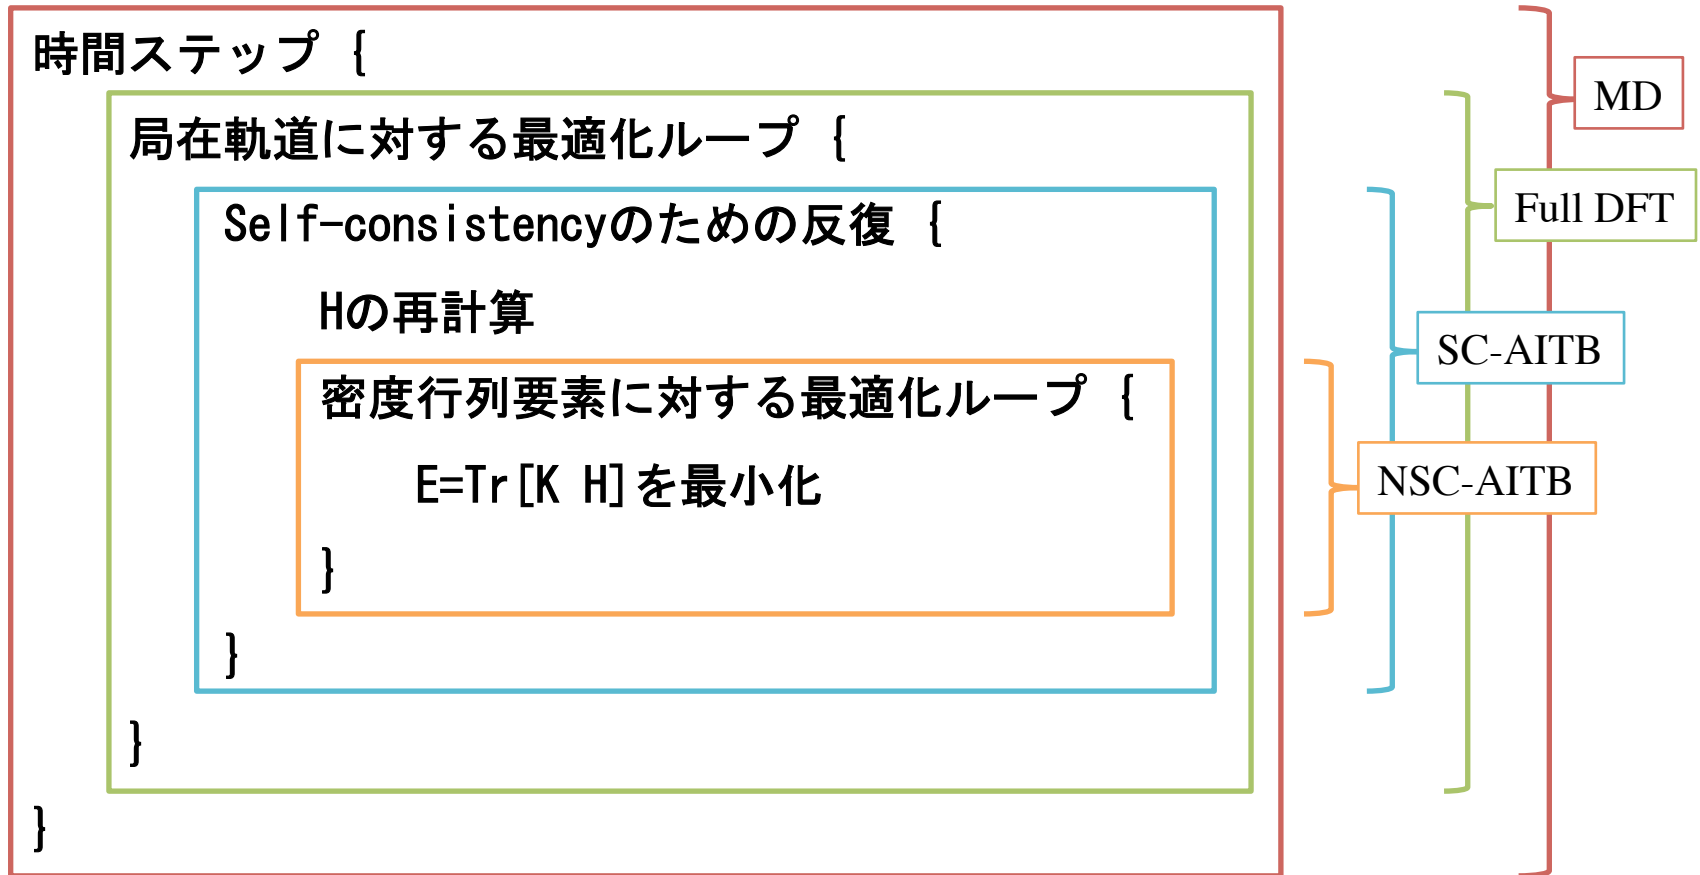 時間ステップ {
局在軌道に対する最適化ループ {
Self-consistencyのための反復 {
Hの再計算
密度行列要素に対する最適化ループ {
E=Tr[K H]を最小化
}
}
}
}
MD
Full DFT
SC-AITB
NSC-AITB